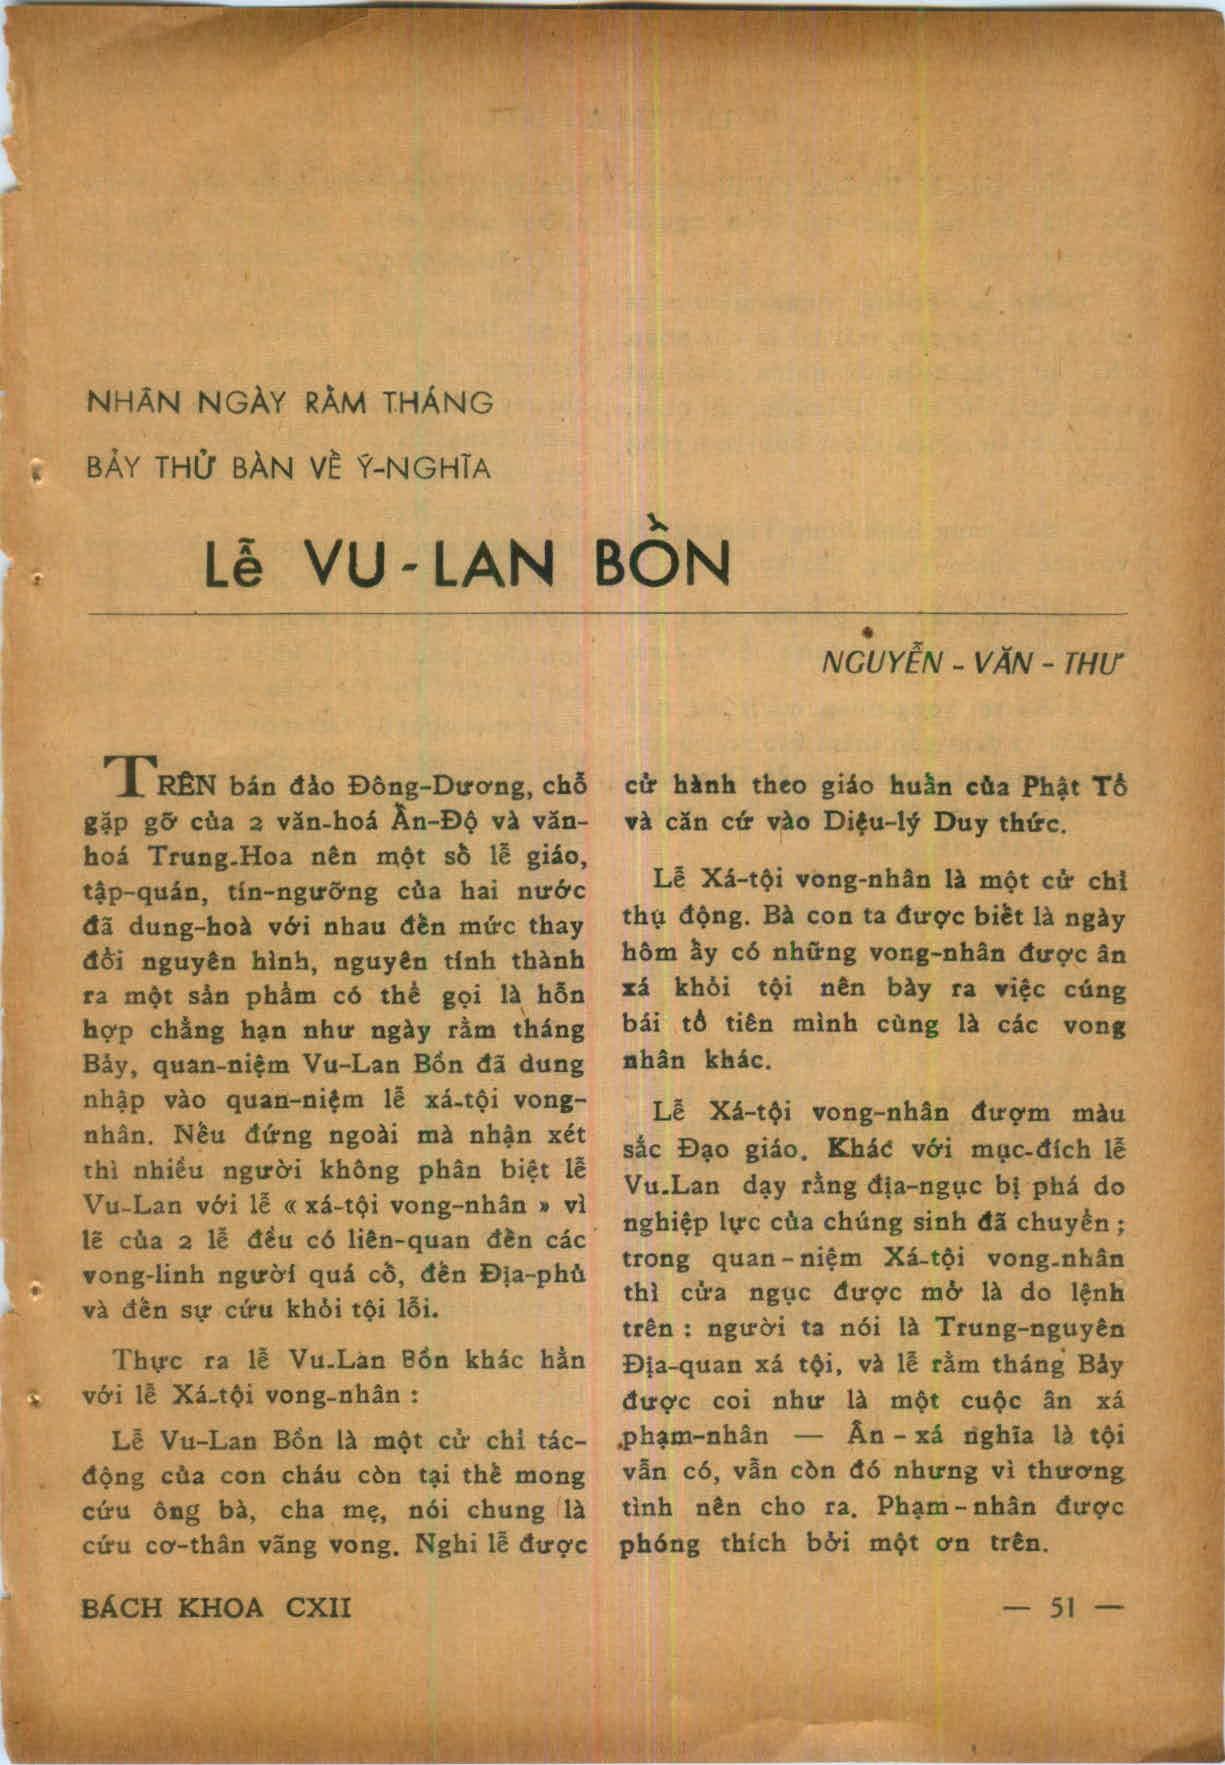 NHÂN NGÀY RẰM THÁNG
BẢY THỬ BÀN VỀ Ý-NGHĨA
Lễ VU-LAN BỒN
NGUYỄN - VĂN - THƯ
TRÊN bán đảo Đông-Dương, chỗ
gặp gỡ của 2 văn-hoá Ấn-Độ và văn-
hoá Trung-Hoa nên một số lễ giáo,
tập-quán, tín-ngưỡng của hai nước
đã dung-hoà với nhau đến mức thay
đổi nguyên hình, nguyên tính thành
ra một sản phẩm có thể gọi là hỗn
hợp chẳng hạn như ngày rằm tháng
Bảy, quan-niệm Vu-Lan Bồn đã dung
nhập vào quan-niệm lễ xá-tội vong-
nhân. Nếu đứng ngoài mà nhận xét
thì nhiều người không phân biệt lễ
Vu-Lan với lễ « xá-tội vong-nhân » vì
lẽ của 2 lễ đều có liên-quan đến các
vong-linh người quá cố, đến Địa-phủ
và đến sự cứu khỏi tội lỗi.
Thực ra lễ Vu-Lan Bồn khác hẳn
với lễ Xá-tội vong-nhân :
Lễ Vu-Lan Bồn là một cử chỉ tác-
động của con cháu còn tại thế mong
cứu ông bà, cha mẹ, nói chung là
cứu cơ-thân vãng vong. Nghi lễ được
cử hành theo giáo huấn của Phật Tổ
và căn cứ vào Diệu-lý Duy thức.
Lễ Xá-tội vong-nhân là một cử chỉ
thụ động. Bà con ta được biết là ngày
hôm ấy có những vong-nhân được ân
xá khỏi tội nên bày ra việc cúng
bái tổ tiên mình cùng là các vong
nhân khác.
Lễ Xá-tội vong-nhân đượm màu
sắc Đạo giáo. Khác với mục-đích lễ
Vu-Lan dạy rằng địa-ngục bị phá do
nghiệp lực của chúng sinh đã chuyển ;
trong quan-niệm Xá-tội vong-nhân
thì cửa ngục được mở là do lệnh
trên : người ta nói là Trung-nguyên
Địa-quan xá tội, và lễ rằm tháng Bảy
được coi như là một cuộc ân xá
phạm-nhân — Ân-xá nghĩa là tội
vẫn có, vẫn còn đó nhưng vì thương
tình nên cho ra. Phạm-nhân được
phóng thích bởi một ơn trên.
BÁCH KHOA CXII
— 51 —